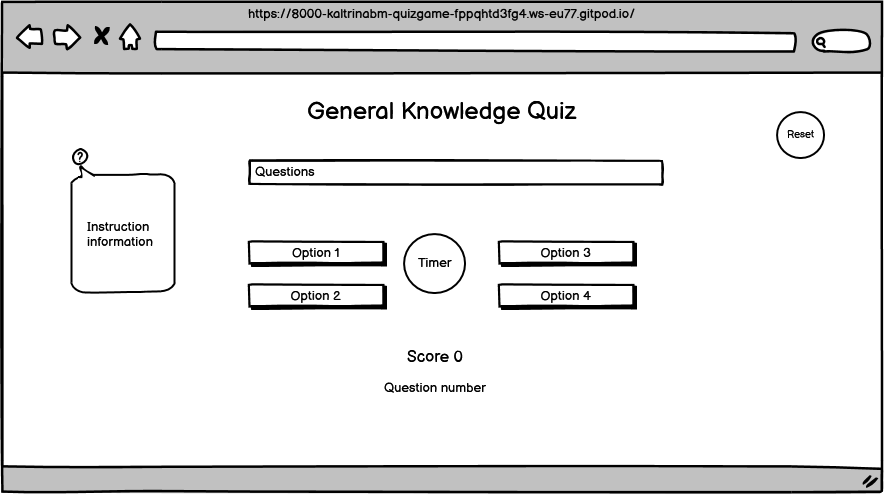 https://8000-kaltrinabm-quizgame-fppqhtd3fg4.ws-eu77.gitpod.io/
General Knowledge Quiz
Reset
?
Questions
Instruction
information
Option 1
Timer
Option 3
Option 2
Option 4
Score 0
Question number